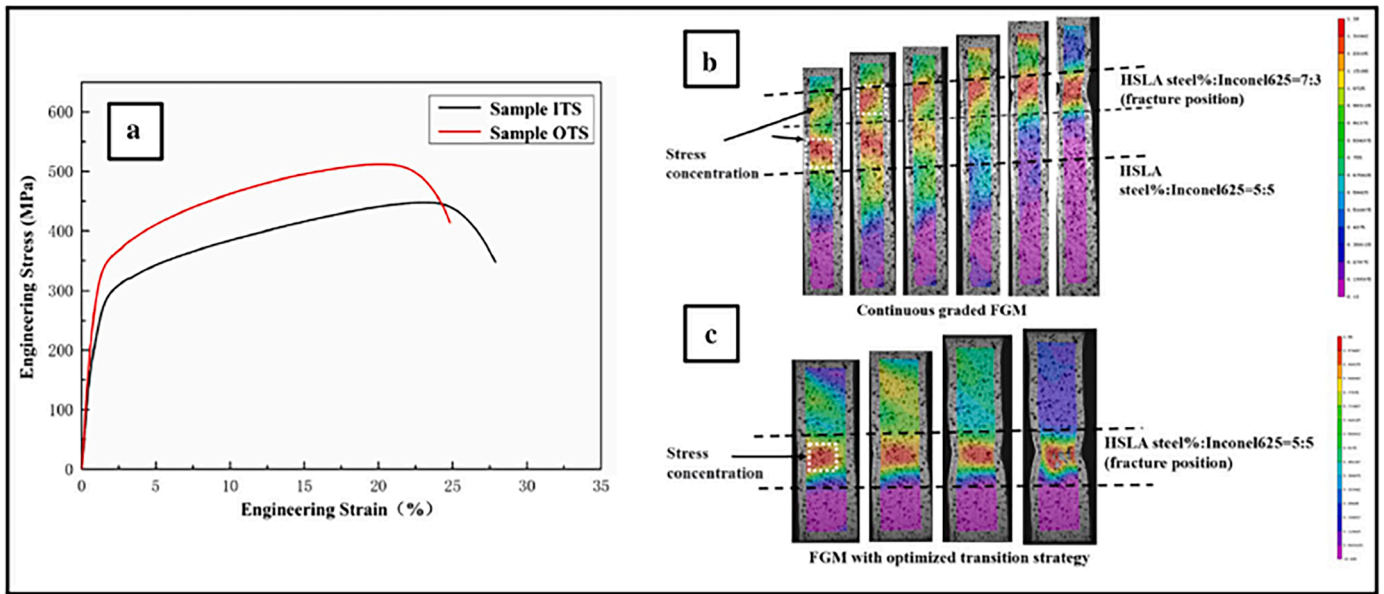 a
Sample ITS
Sample OTS
Engineering Stress (MPa)
600
500
400
300
200
100
0
0 5 10 15 20 25 30 35
Engineering Strain（%）
b
Stress
concentration
HSLA steel%:Inconel625=7:3
(fracture position)
HSLA
steel%:Inconel625=5:5
Continuous graded FGM
c
Stress
concentration
HSLA steel%:Inconel625=5:5
(fracture position)
FGM with optimized transition strategy